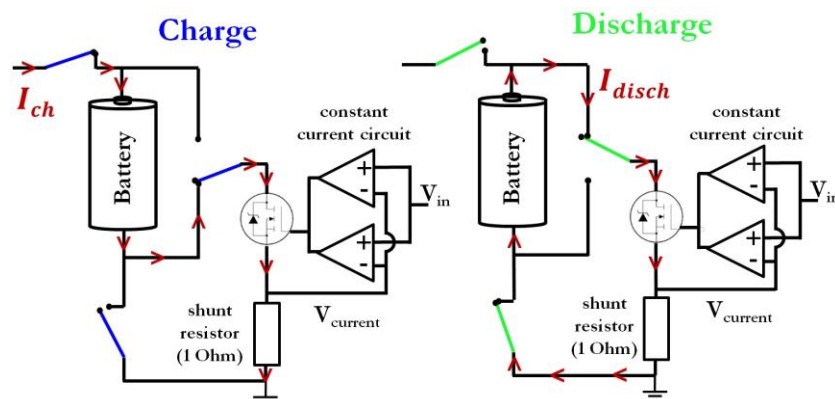 Charge
I_ch
Battery
constant
current circuit
+
-
+
-
V_in
shunt
resistor
(1 Ohm)
V_current
Discharge
I_disch
Battery
constant
current circuit
+
-
+
-
V_in
shunt
resistor
(1 Ohm)
V_current